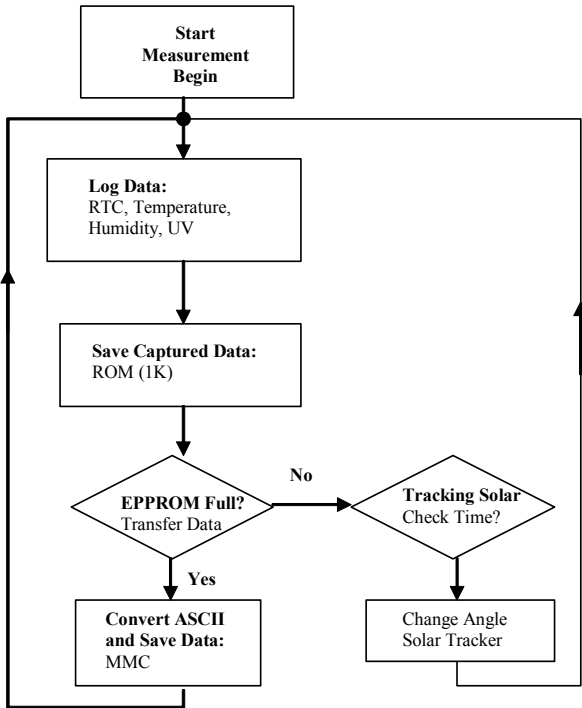 Start
Measurement
Begin
Log Data:
RTC, Temperature,
Humidity, UV
Save Captured Data:
ROM (1K)
EPPROM Full?
Transfer Data
No
Tracking Solar
Check Time?
Yes
Convert ASCII
and Save Data:
MMC
Change Angle
Solar Tracker